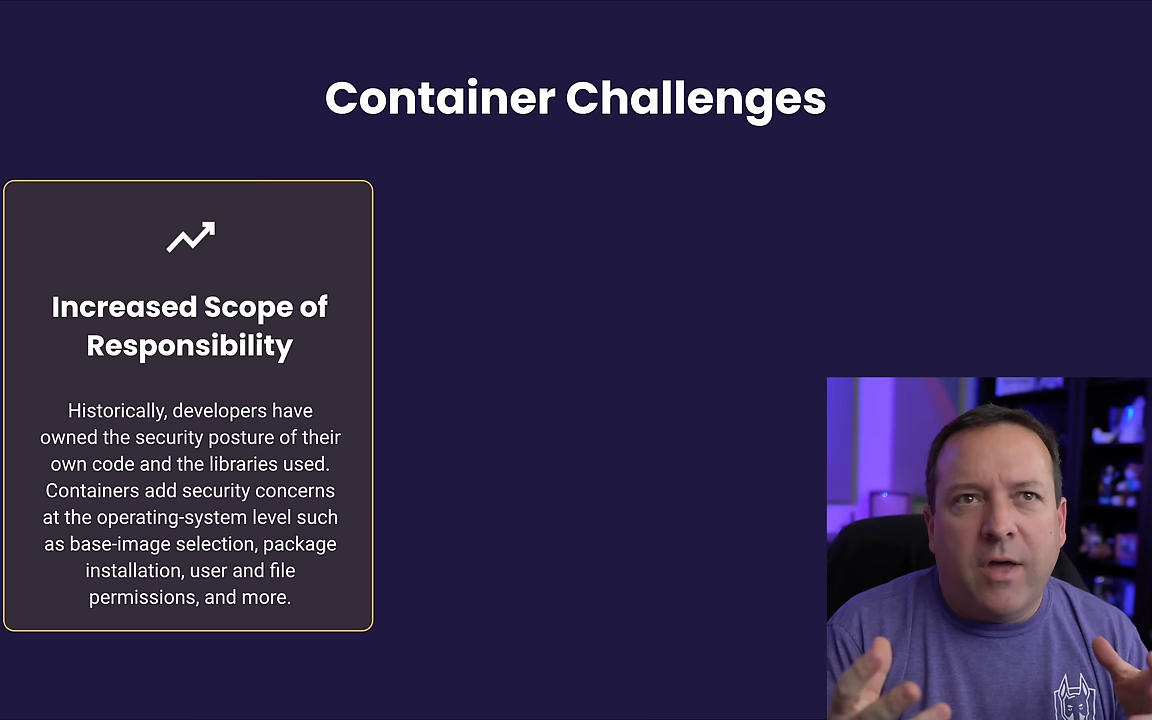 Container Challenges
Increased Scope of
Responsibility
Historically, developers have
owned the security posture of their
own code and the libraries used.
Containers add security concerns
at the operating-system level such
as base-image selection, package
installation, user and file
permissions, and more.